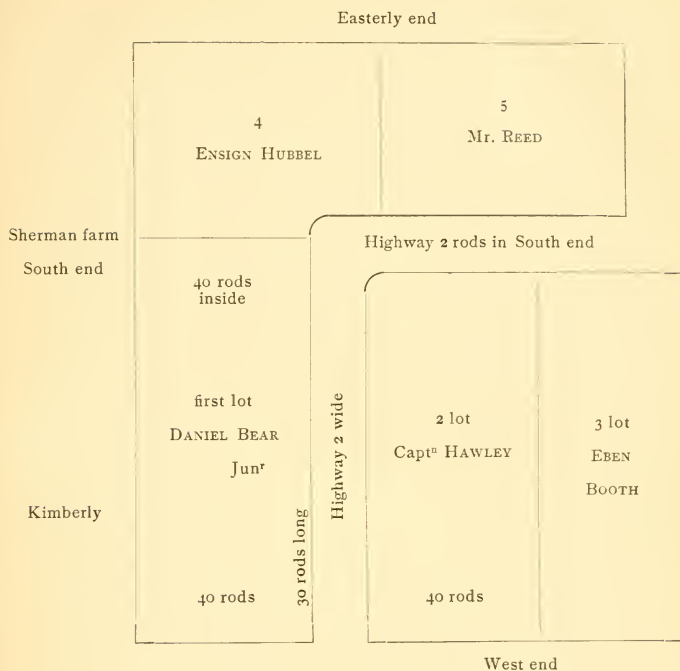 Easterly end
4
ENSIGN HUBBEL
5
Mr. REED
Sherman farm
South end
Highway 2 rods in South end
40 rods
inside
first lot
DANIEL BEAR
Junʳ
Highway 2 wide
30 rods long
2 lot
Captⁿ HAWLEY
3 lot
EBEN
BOOTH
Kimberly
40 rods
40 rods
West end